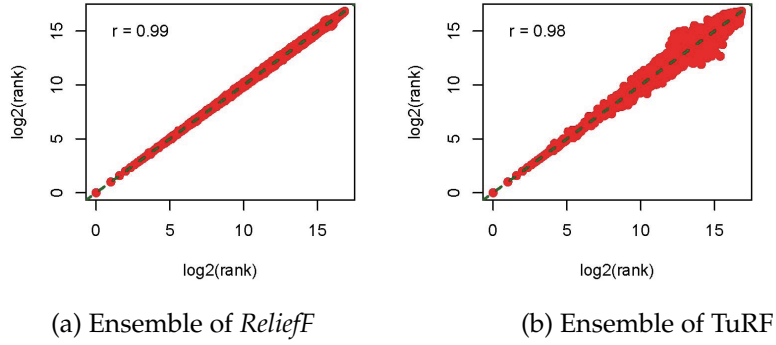 r = 0.99
log2(rank)
15
10
5
0
0 5 10 15
log2(rank)
(a) Ensemble of ReliefF
r = 0.98
log2(rank)
15
10
5
0
0 5 10 15
log2(rank)
(b) Ensemble of TuRF